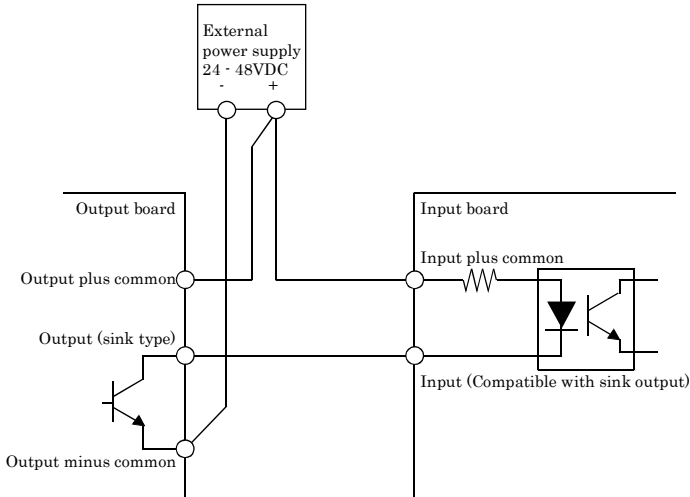 External
power supply
24 - 48VDC
- +
Output board
Input board
Input plus common
Output plus common
Output (sink type)
Input (Compatible with sink output)
Output minus common